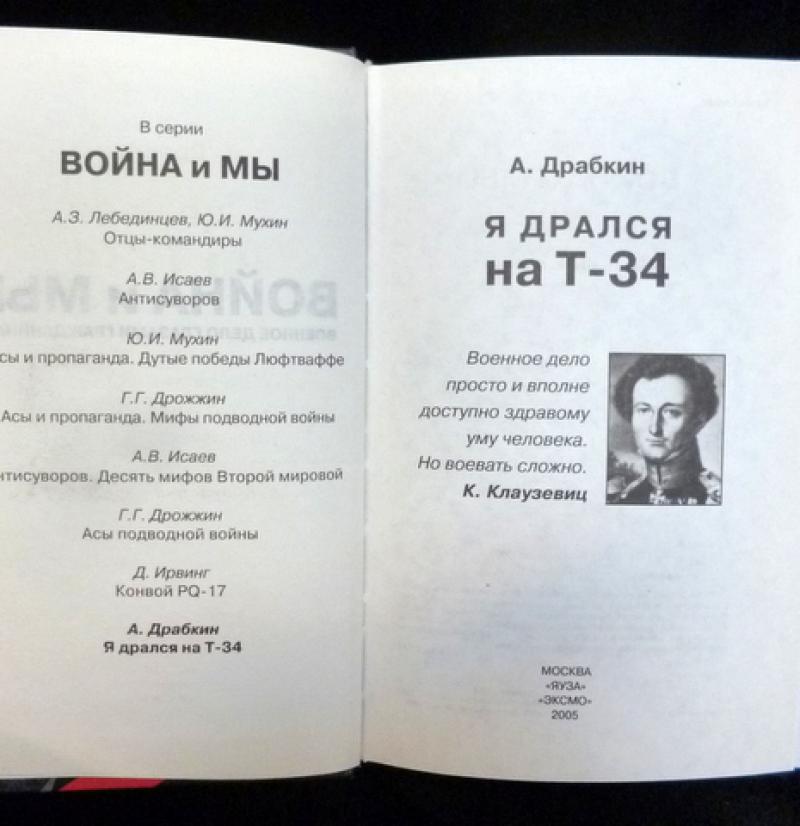 В серии
ВОЙНА и МЫ
А.З. Лебединцев, Ю.И. Мухин
Отцы-командиры
А.В. Исаев
Антисуворов
Ю.И. Мухин
сы и пропаганда. Дутые победы Люфтваффе
Г.Г. Дрожжин
Асы и пропаганда. Мифы подводной войны
А.В. Исаев
нтисуворов. Десять мифов Второй мировой
Г.Г. Дрожжин
Асы подводной войны
Д. Ирвинг
Конвой PQ-17
А. Драбкин
Я дрался на Т-34
А. Драбкин
Я ДРАЛСЯ
на Т-34
Военное дело
просто и вполне
доступно здравому
уму человека.
Но воевать сложно.
К. Клаузевиц
МОСКВА
«ЯУЗА»
«ЭКСМО»
2005